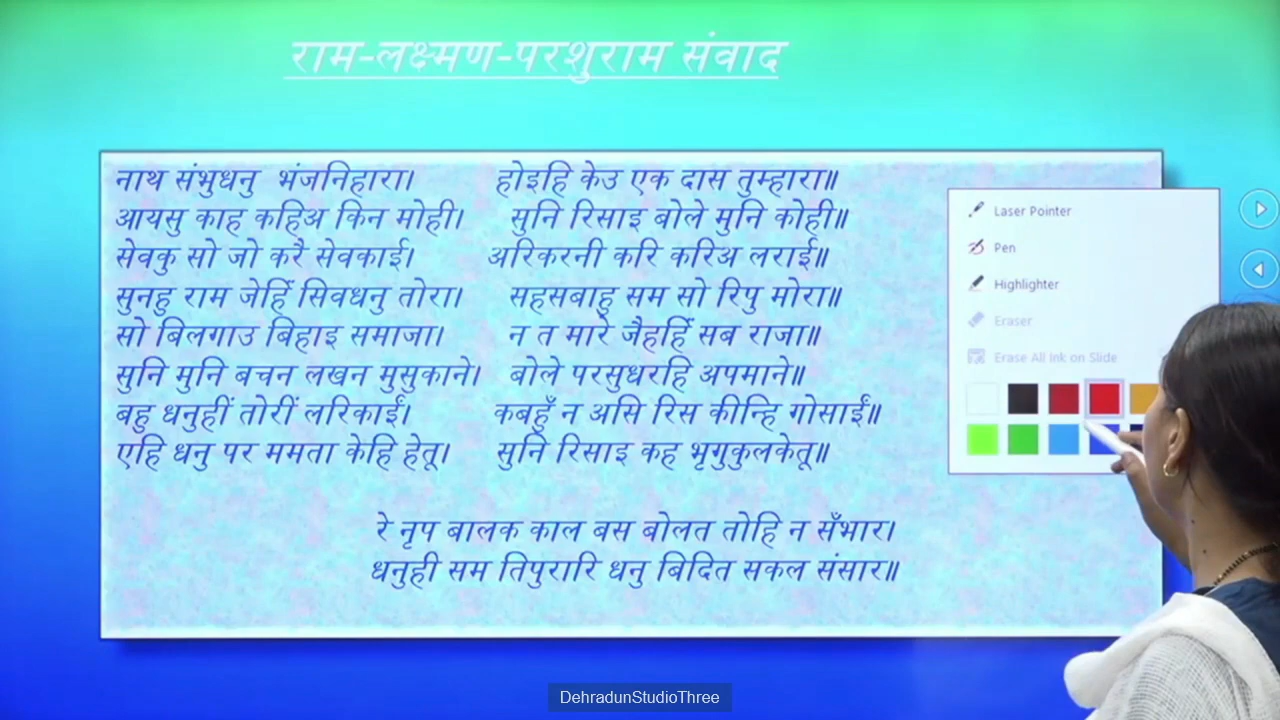 राम-लक्ष्मण-परशुराम संवाद
नाथ संभुधनु भंजनिहारा। होइहि केउ एक दास तुम्हारा॥
आयसु काह कहिअ किन मोही। सुनि रिसाइ बोले मुनि कोही॥
सेवकु सो जो करै सेवकाई। अरिकरनी करि करिअ लराई॥
सुनहु राम जेहिं सिवधनु तोरा। सहसबाहु सम सो रिपु मोरा॥
सो बिलगाउ बिहाइ समाजा। न त मारे जैहहिं सब राजा॥
सुनि मुनि बचन लखन मुसुकाने। बोले परसुधरहि अपमाने॥
बहु धनुहीं तोरीं लरिकाईं। कबहुँ न असि रिस कीन्हि गोसाईं॥
एहि धनु पर ममता केहि हेतू। सुनि रिसाइ कह भृगुकुलकेतू॥
रे नृप बालक काल बस बोलत तोहि न सँभार।
धनुही सम तिपुरारि धनु बिदित सकल संसार॥
Laser Pointer
Pen
Highlighter
Eraser
Erase All Ink on Slide
DehradunStudioThree